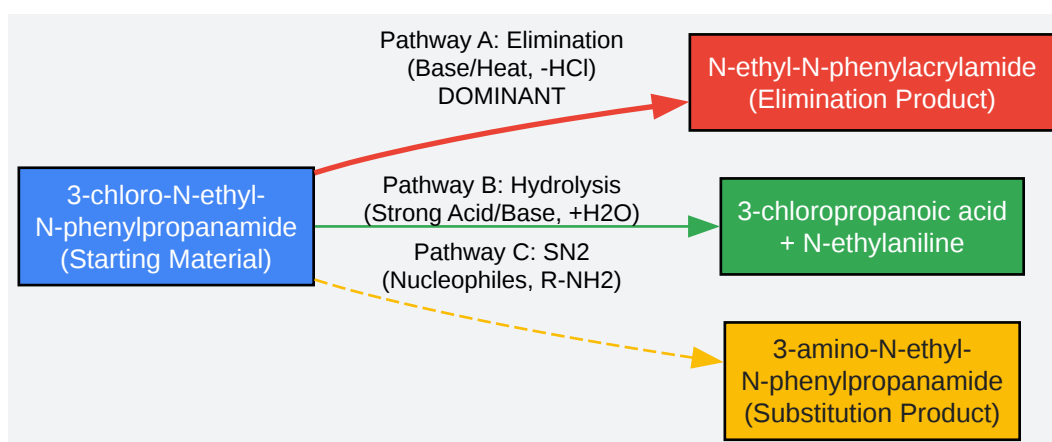 Pathway A: Elimination
(Base/Heat, -HCl)
DOMINANT
N-ethyl-N-phenylacrylamide
(Elimination Product)
3-chloro-N-ethyl-
N-phenylpropanamide
(Starting Material)
Pathway B: Hydrolysis
(Strong Acid/Base, +H2O)
3-chloropropanoic acid
+ N-ethylaniline
Pathway C: SN2
(Nucleophiles, R-NH2)
3-amino-N-ethyl-
N-phenylpropanamide
(Substitution Product)